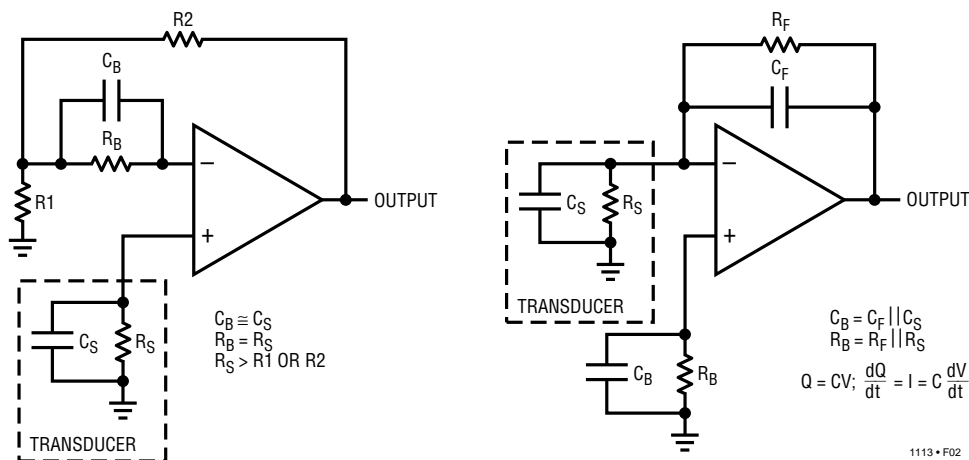 R2
C_B
R_B
R1
−
+
OUTPUT
C_S
R_S
TRANSDUCER
C_B ≅ C_S
R_B = R_S
R_S > R1 OR R2
R_F
C_F
−
+
OUTPUT
C_S
R_S
TRANSDUCER
C_B
R_B
C_B = C_F || C_S
R_B = R_F || R_S
Q = CV; dQ/dt = I = C dV/dt
1113 • F02